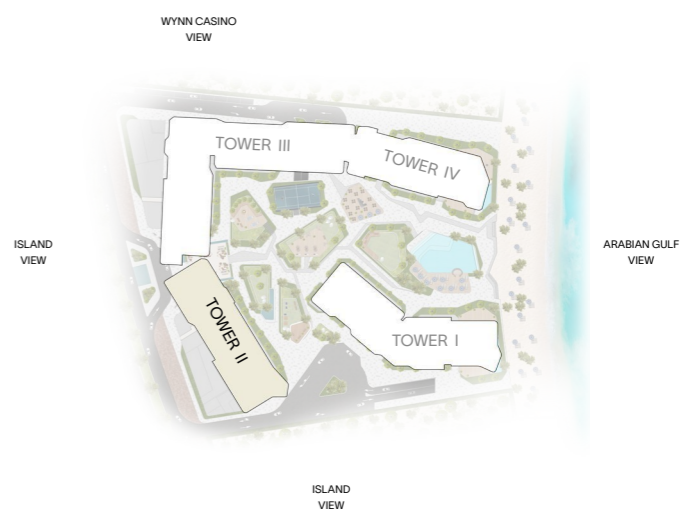 WYNN CASINO
VIEW
TOWER III
TOWER IV
ISLAND
VIEW
ARABIAN GULF
VIEW
TOWER II
TOWER I
ISLAND
VIEW